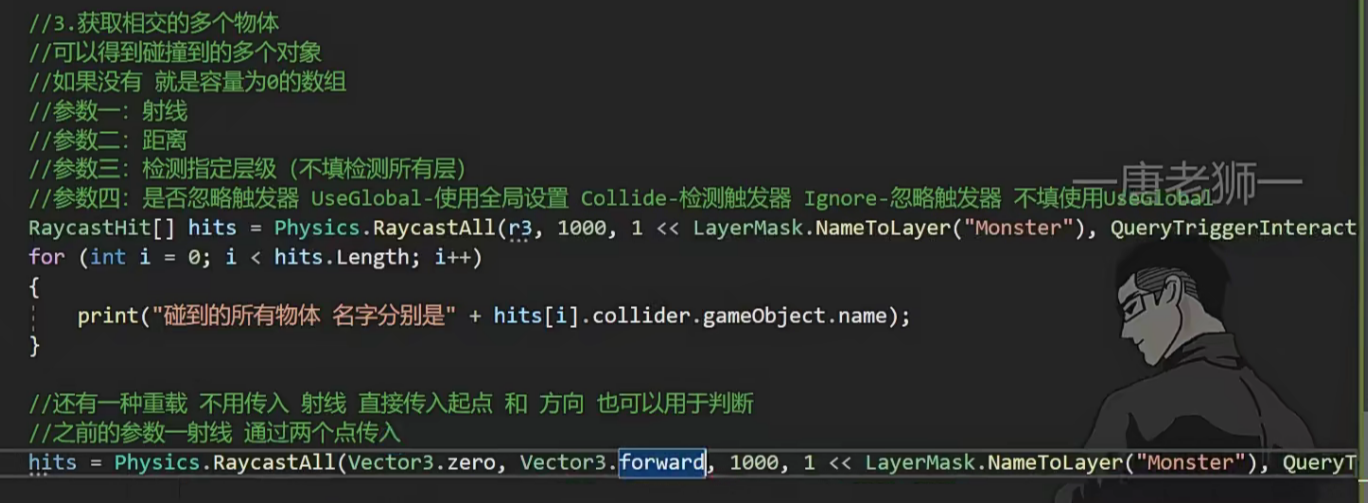 //3.获取相交的多个物体
//可以得到碰撞到的多个对象
//如果没有 就是容量为0的数组
//参数一：射线
//参数二：距离
//参数三：检测指定层级（不填检测所有层）
//参数四：是否忽略触发器 UseGlobal-使用全局设置 Collide-检测触发器 Ignore-忽略触发器 不填使用UseGlobal
一唐老狮一
RaycastHit[] hits = Physics.RaycastAll(r3, 1000, 1 << LayerMask.NameToLayer("Monster"), QueryTriggerInteract
for (int i = 0; i < hits.Length; i++)
{
print("碰到的所有物体 名字分别是" + hits[i].collider.gameObject.name);
}
//还有一种重载 不用传入 射线 直接传入起点 和 方向 也可以用于判断
//之前的参数一射线 通过两个点传入
hits = Physics.RaycastAll(Vector3.zero, Vector3.forward, 1000, 1 << LayerMask.NameToLayer("Monster"), QueryT